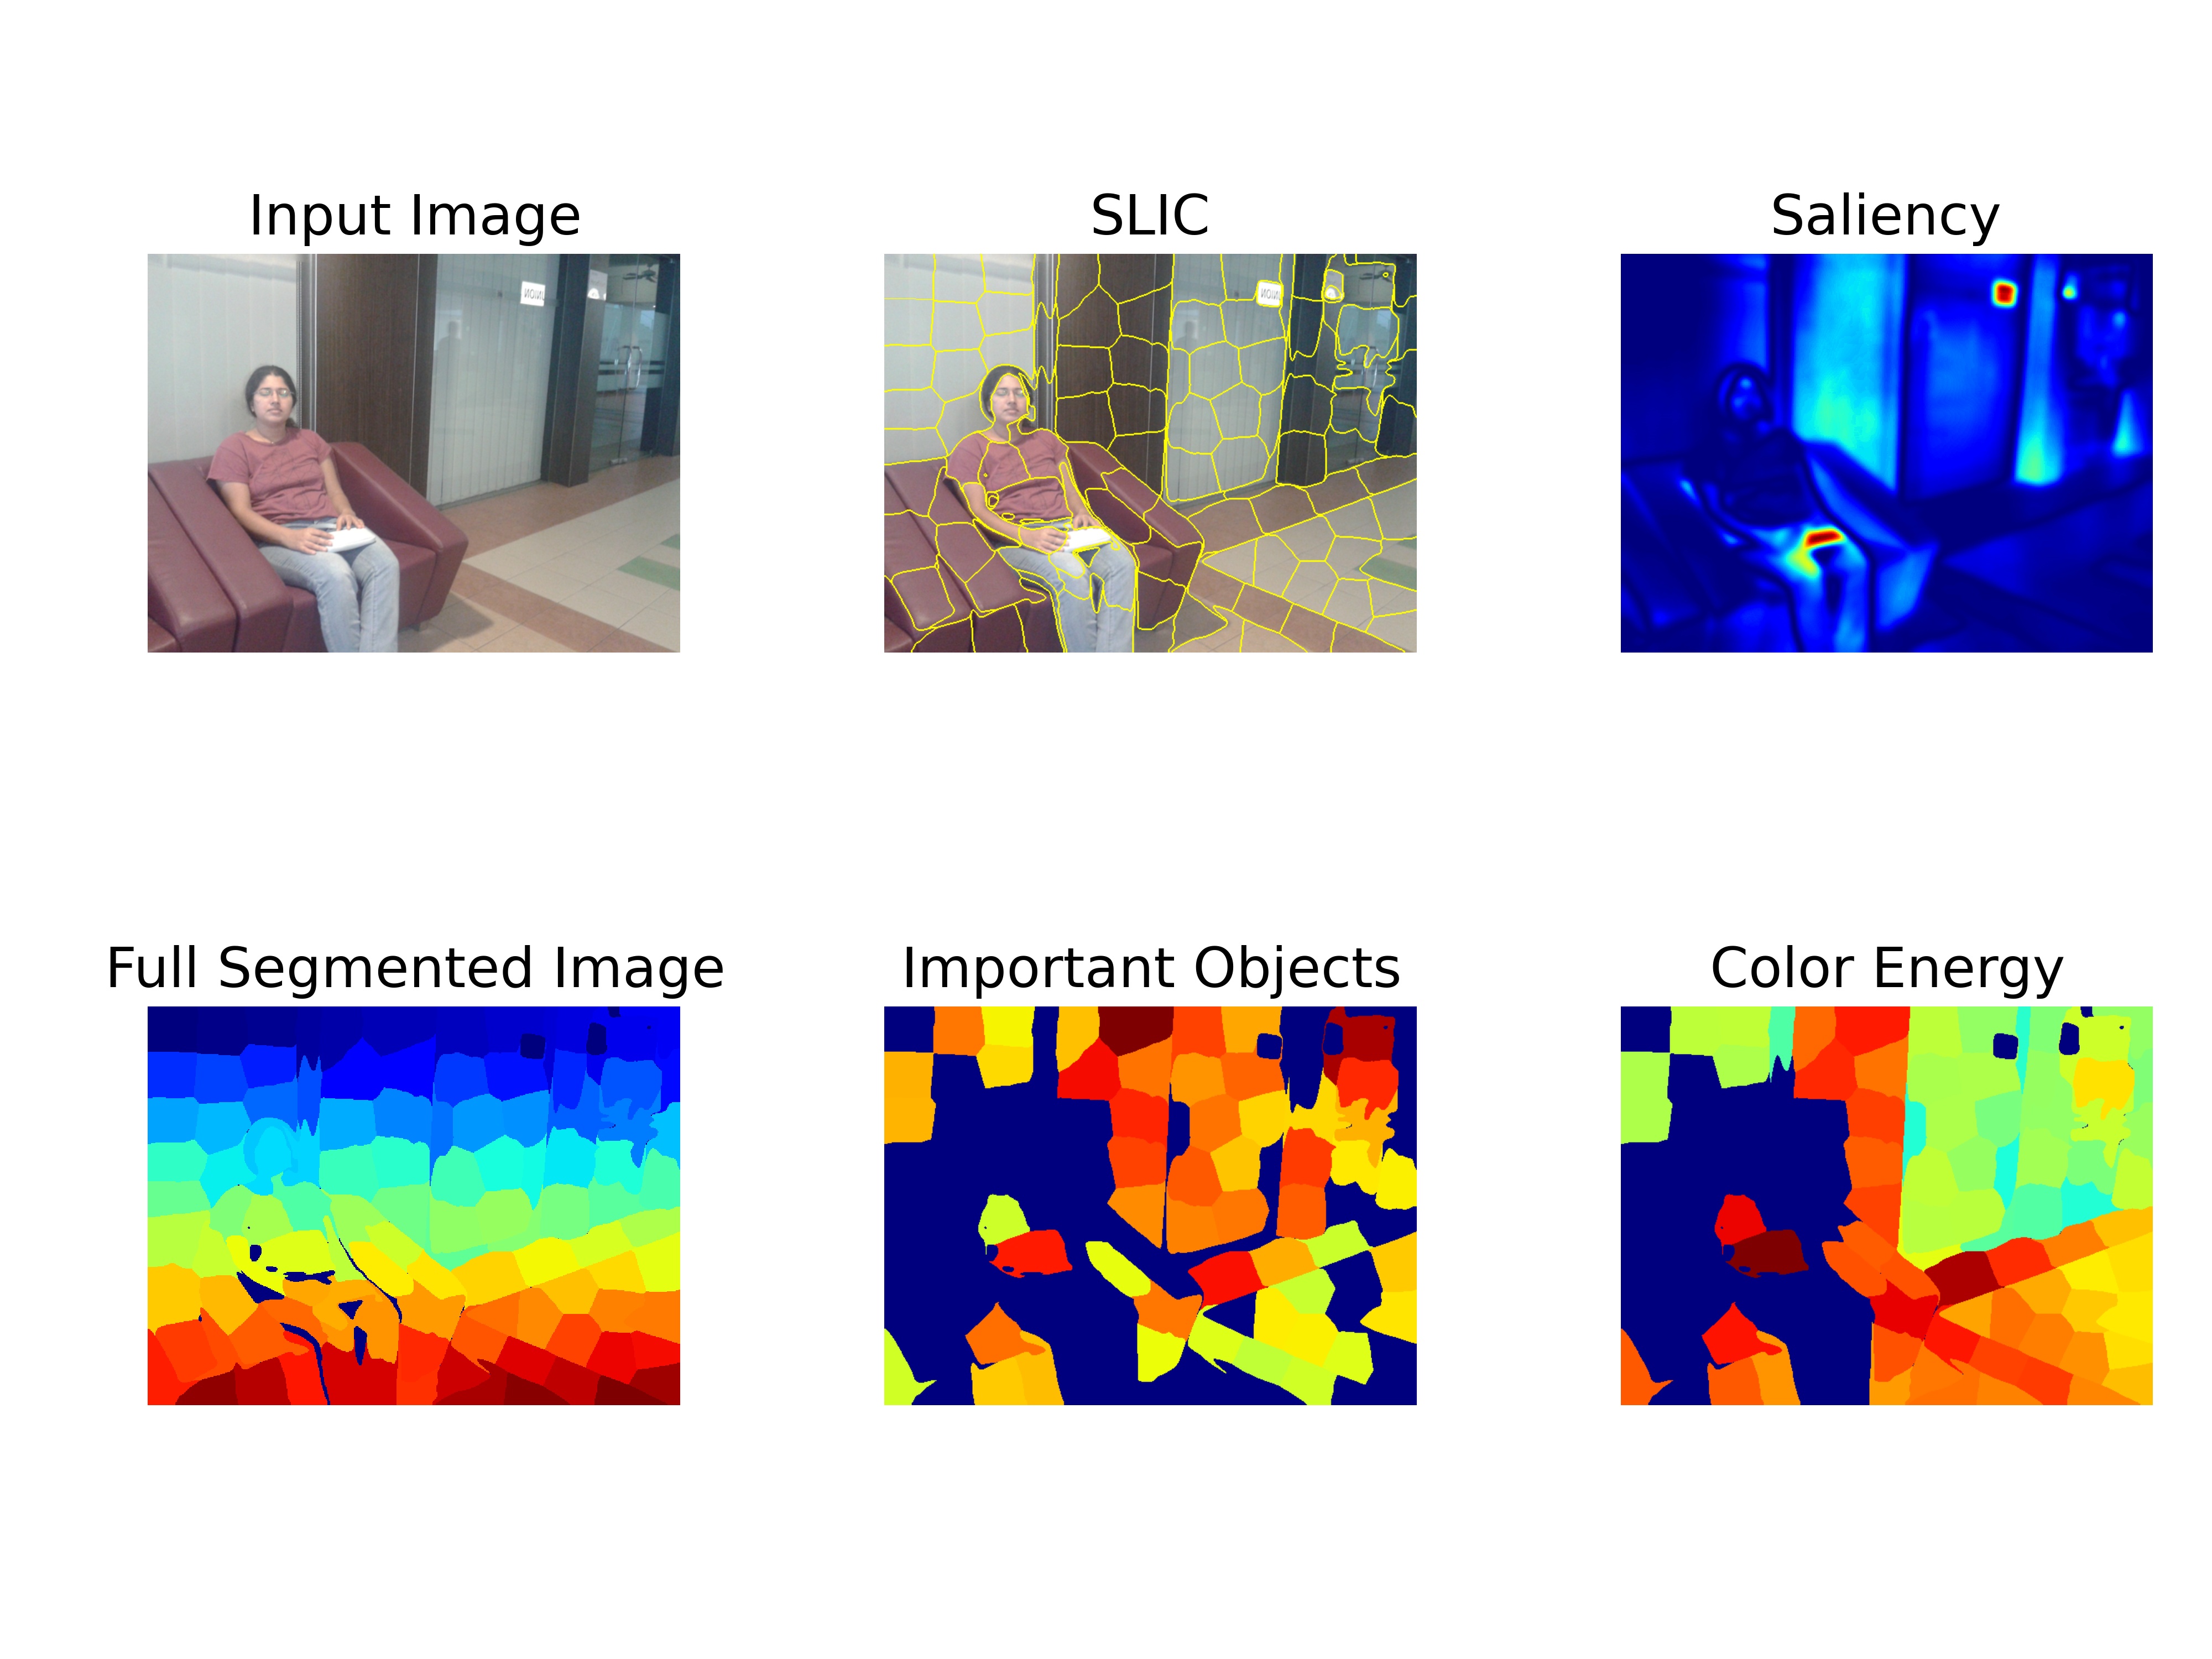 Input Image
SLIC
Saliency
Full Segmented Image
Important Objects
Color Energy